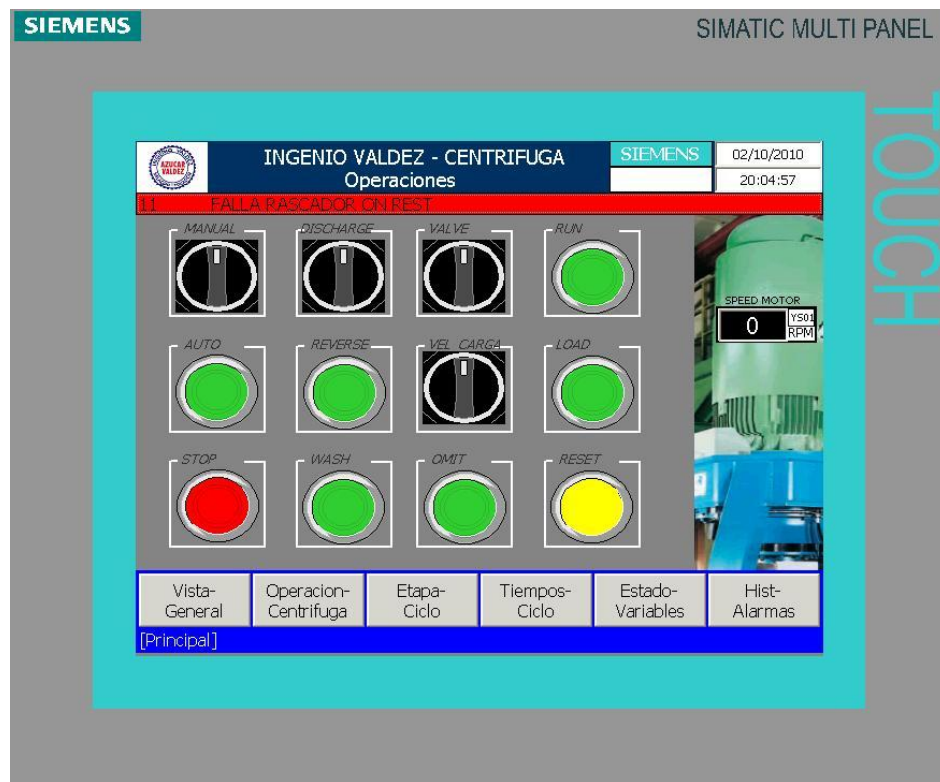 SIEMENS
SIMATIC MULTI PANEL
TOUCH
AZUCAR
VALDEZ
INGENIO VALDEZ - CENTRIFUGA
Operaciones
SIEMENS
02/10/2010
20:04:57
11 FALLA RASCADOR ON REST
MANUAL
DISCHARGE
VALVE
RUN
SPEED MOTOR
0
YS01
RPM
AUTO
REVERSE
VEL CARGA
LOAD
STOP
WASH
OMIT
RESET
Vista-
General
Operacion-
Centrifuga
Etapa-
Ciclo
Tiempos-
Ciclo
Estado-
Variables
Hist-
Alarmas
[Principal]